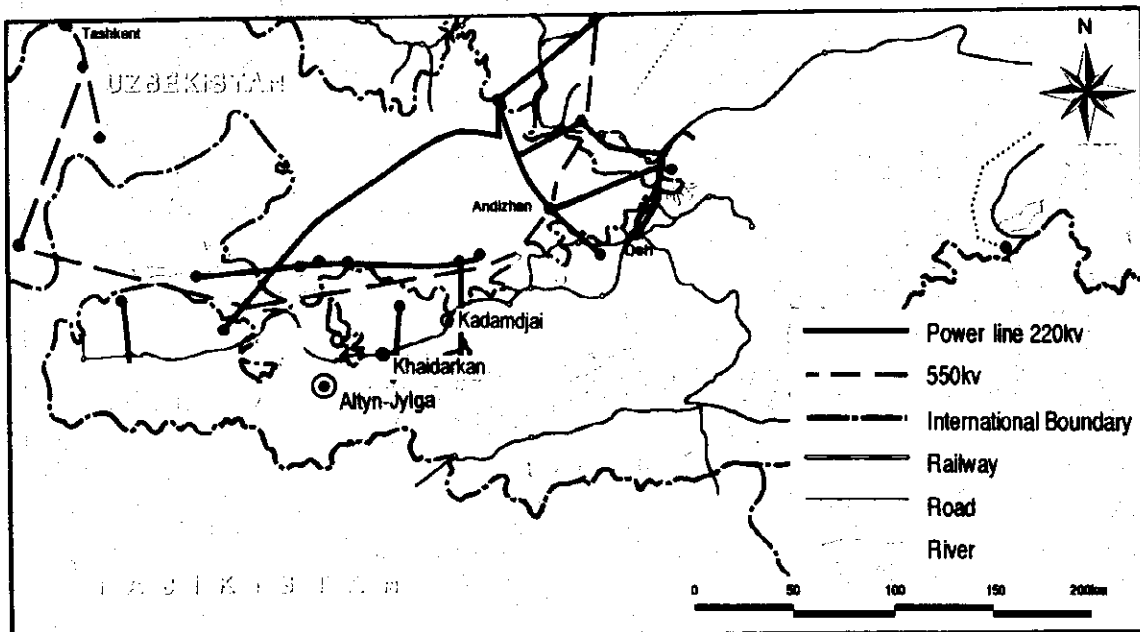 Tashkent
N
UZBEKISTAN
Andizhan
Osh
Kadamdjai
Khaidarkan
Altyn-Jylga
Power line 220kv
550kv
International Boundary
Railway
Road
River
TAJIKISTAN
0 50 100 150 200km